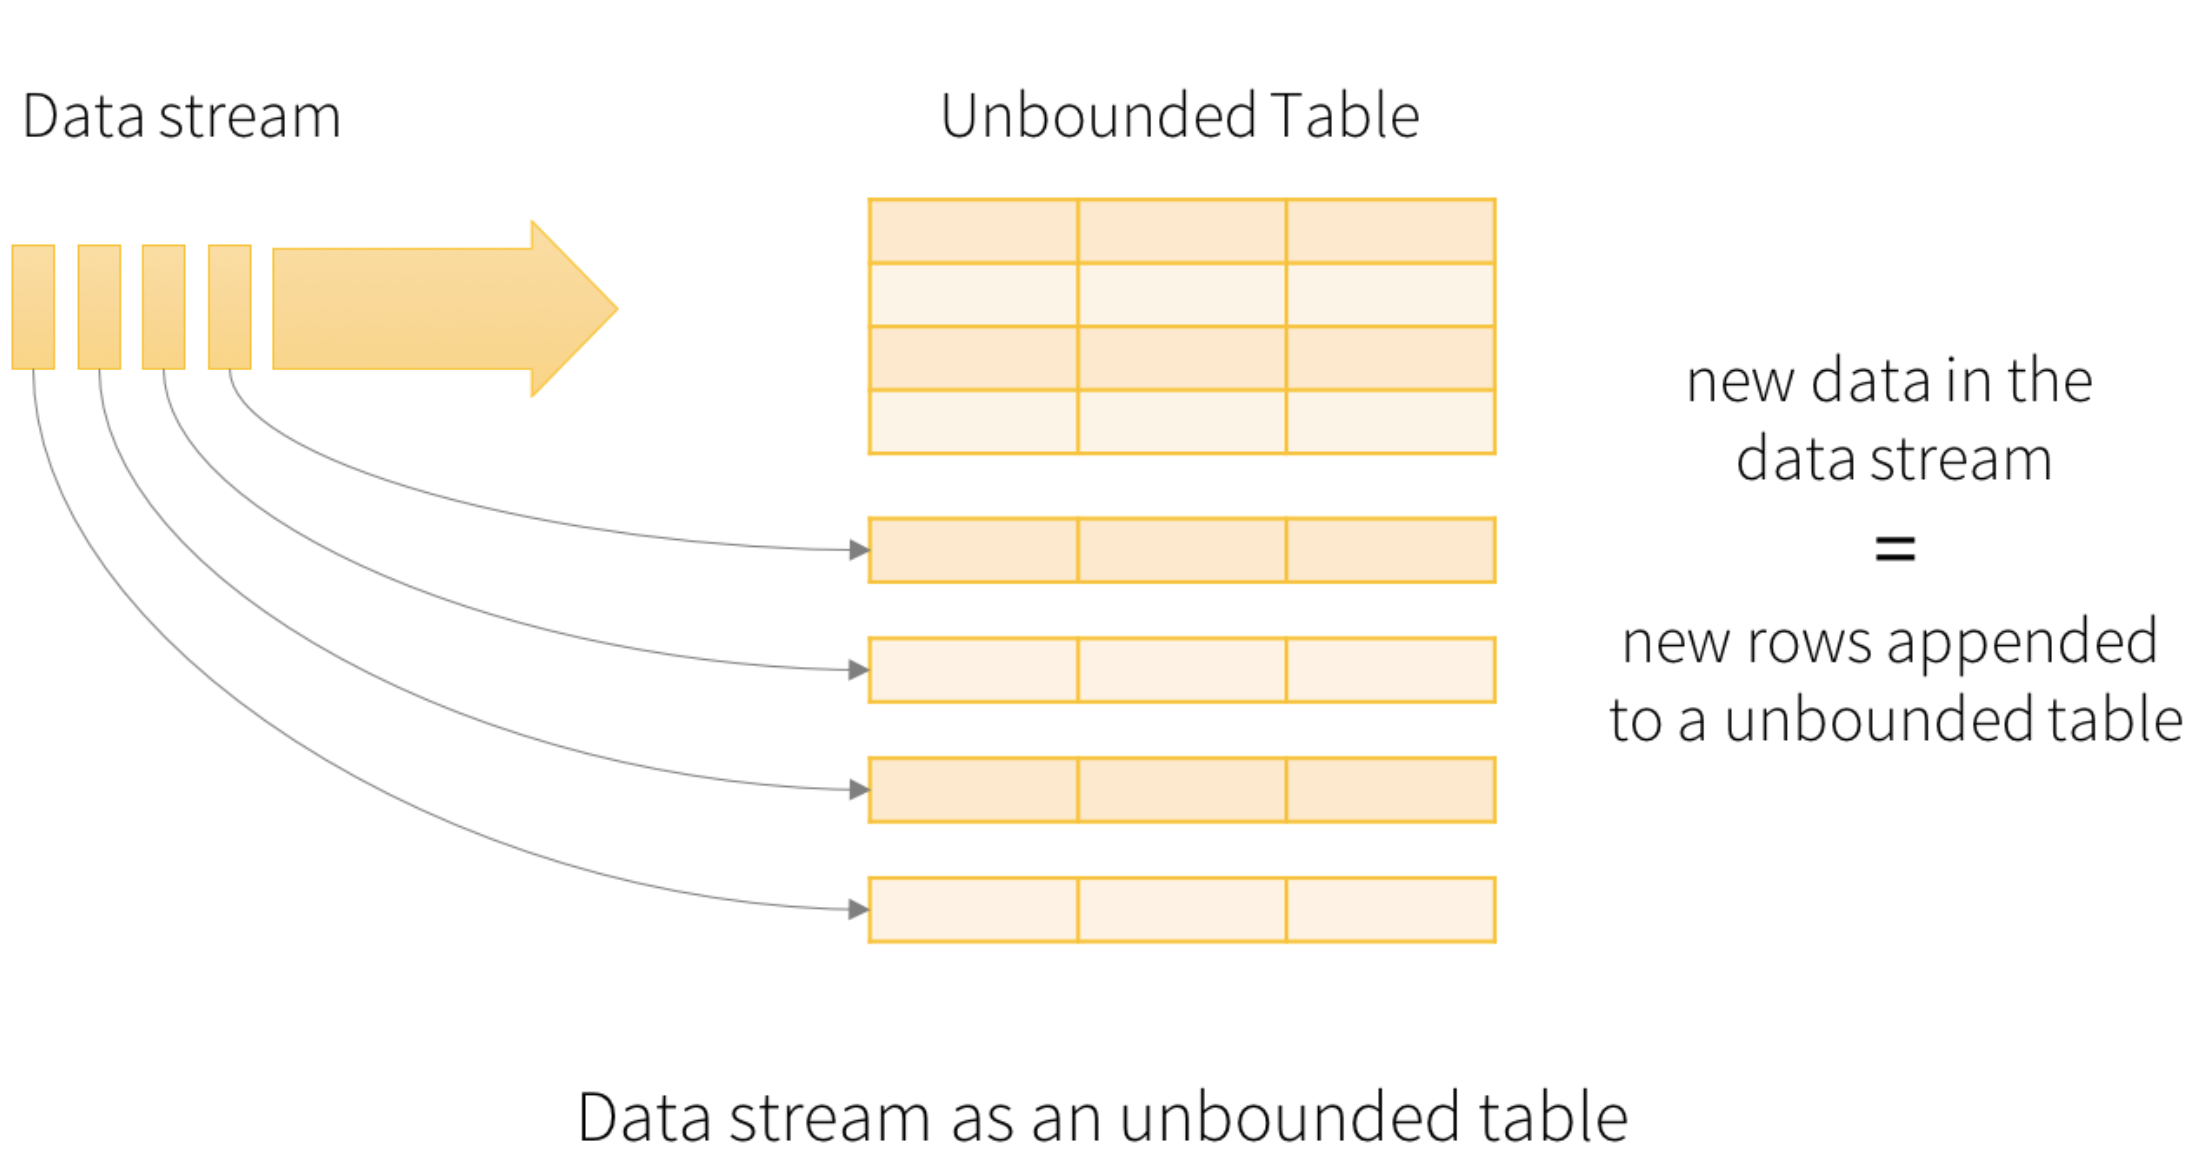 Data stream
Unbounded Table
new data in the
data stream
=
new rows appended
to a unbounded table
Data stream as an unbounded table